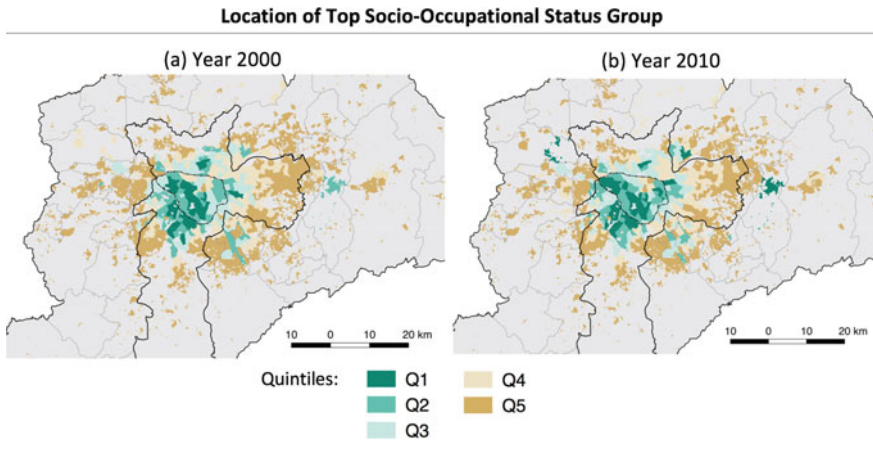 Location of Top Socio-Occupational Status Group
(a) Year 2000
(b) Year 2010
10 0 10 20 km
10 0 10 20 km
Quintiles:
Q1
Q2
Q3
Q4
Q5